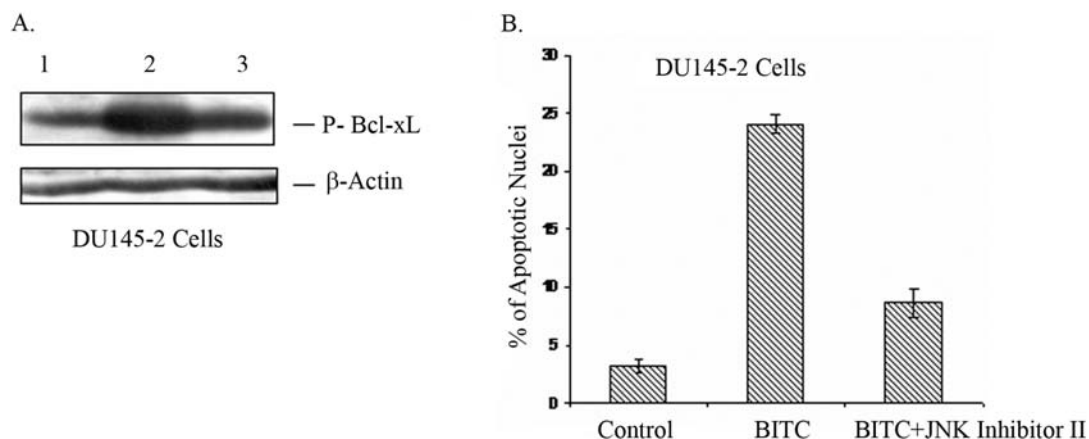 A.
1 2 3
— P- Bcl-xL
— β-Actin
DU145-2 Cells
B.
DU145-2 Cells
% of Apoptotic Nuclei
30
25
20
15
10
5
0
Control BITC BITC+JNK Inhibitor II